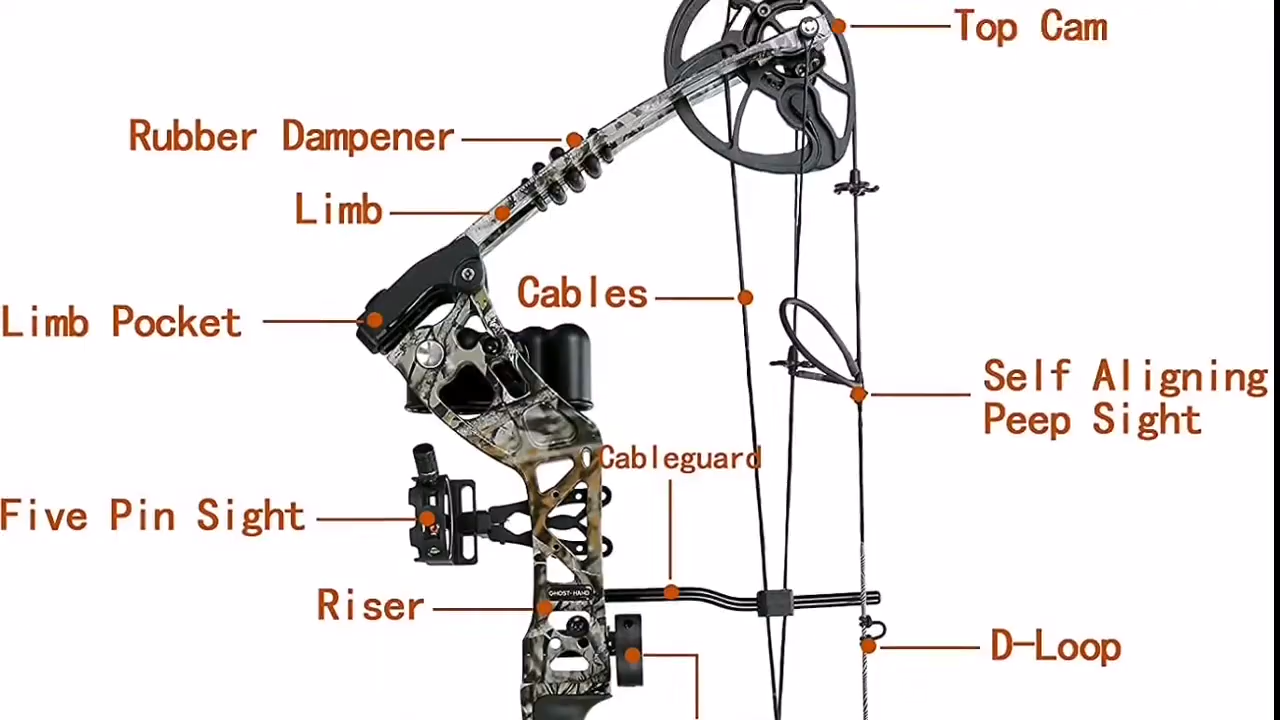 Top Cam
Rubber Dampener
Limb
Cables
Limb Pocket
Self Aligning
Peep Sight
Cableguard
Five Pin Sight
GHOST-HAND
Riser
D-Loop